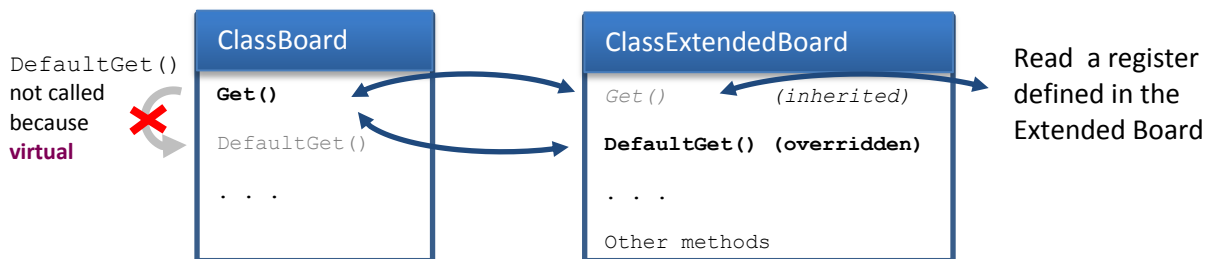 DefaultGet()
not called
because
virtual
ClassBoard
Get()
DefaultGet()
. . .
ClassExtendedBoard
Get() (inherited)
DefaultGet() (overridden)
. . .
Other methods
Read a register
defined in the
Extended Board